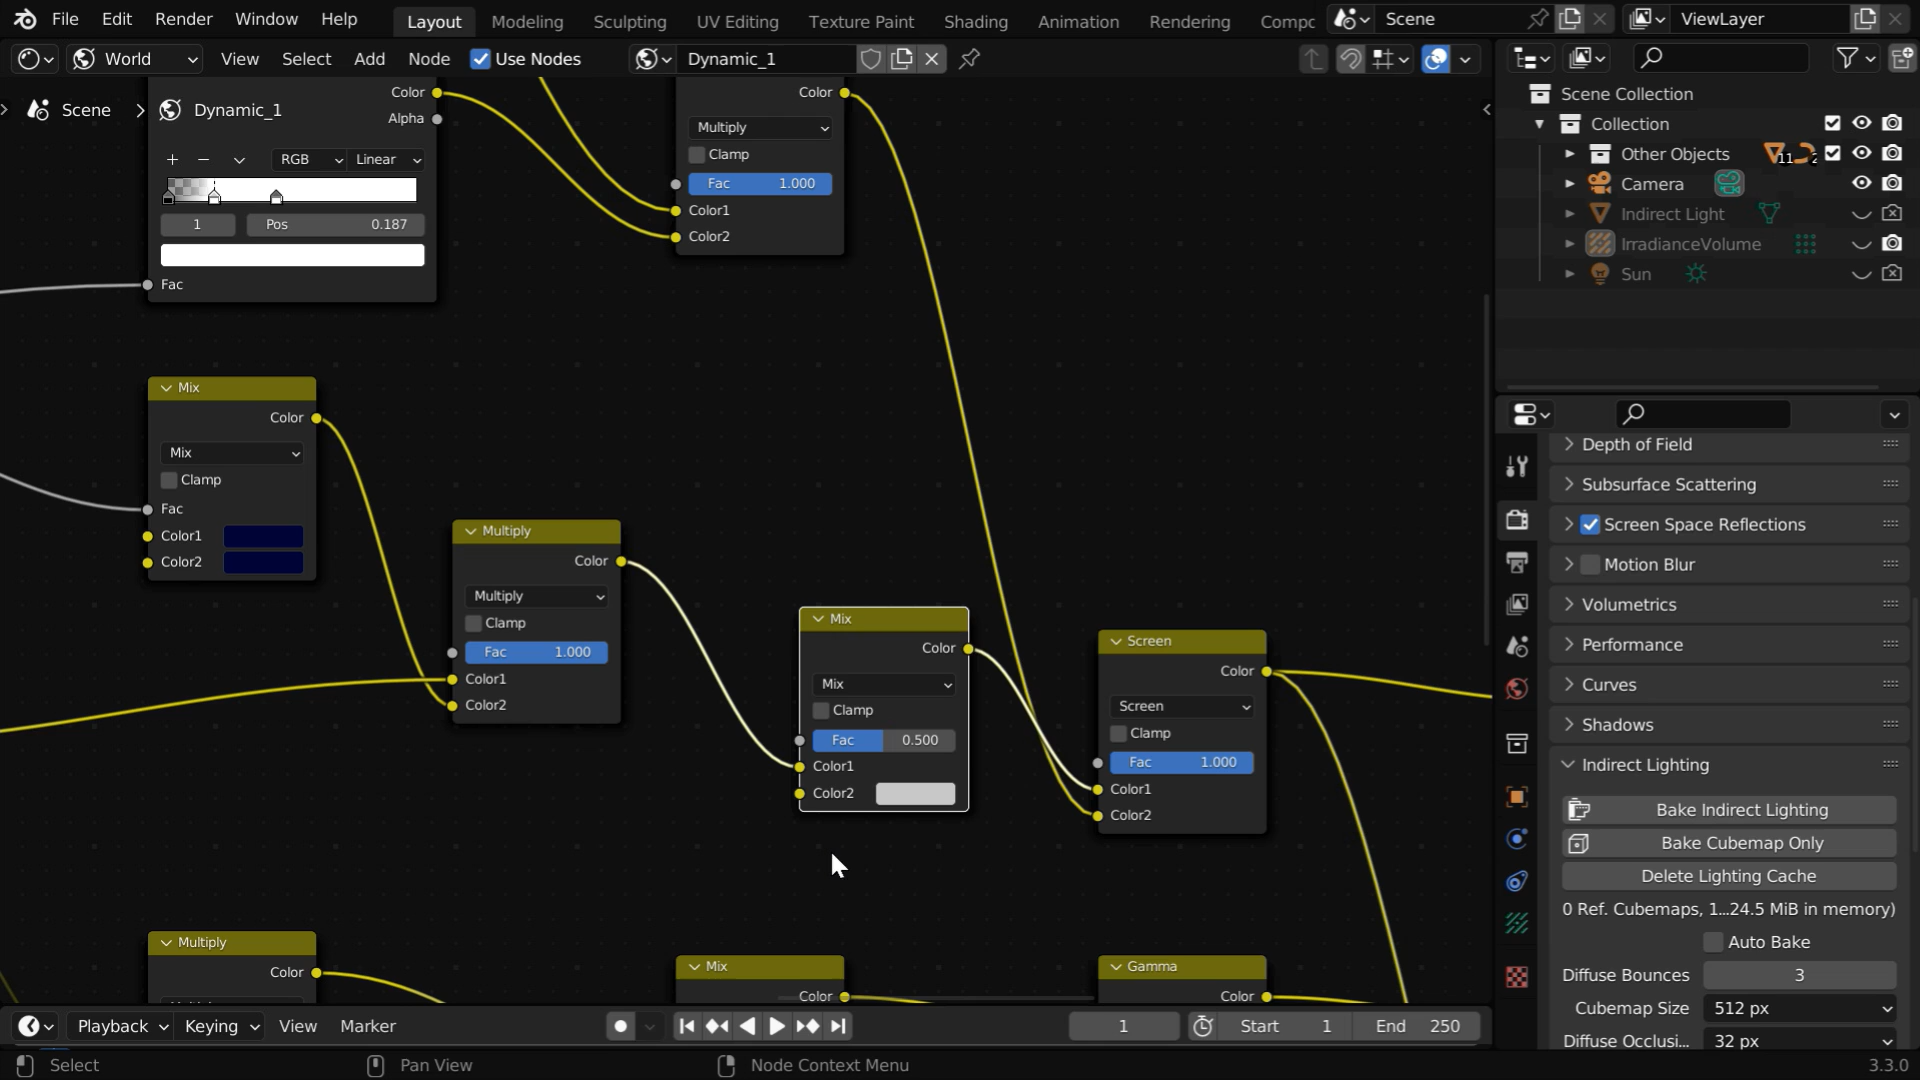 File Edit Render Window Help Layout Modeling Sculpting UV Editing Texture Paint Shading Animation Rendering Compc Scene ViewLayer
World View Select Add Node Use Nodes Dynamic_1
Scene > Dynamic_1
Color
Alpha
RGB Linear
1 Pos 0.187
Fac
Color
Multiply
Clamp
Fac 1.000
Color1
Color2
Mix
Color
Mix
Clamp
Fac
Color1
Color2
Multiply
Color
Multiply
Clamp
Fac 1.000
Color1
Color2
Mix
Color
Mix
Clamp
Fac 0.500
Color1
Color2
Screen
Color
Screen
Clamp
Fac 1.000
Color1
Color2
Multiply
Color
Mix
Color
Gamma
Color
Scene Collection
Collection
Other Objects 11 2
Camera
Indirect Light
IrradianceVolume
Sun
Depth of Field
Subsurface Scattering
Screen Space Reflections
Motion Blur
Volumetrics
Performance
Curves
Shadows
Indirect Lighting
Bake Indirect Lighting
Bake Cubemap Only
Delete Lighting Cache
0 Ref. Cubemaps, 1...24.5 MiB in memory)
Auto Bake
Diffuse Bounces 3
Cubemap Size 512 px
Diffuse Occlusi... 32 px
Playback Keying View Marker 1 Start 1 End 250
Select Pan View Node Context Menu 3.3.0